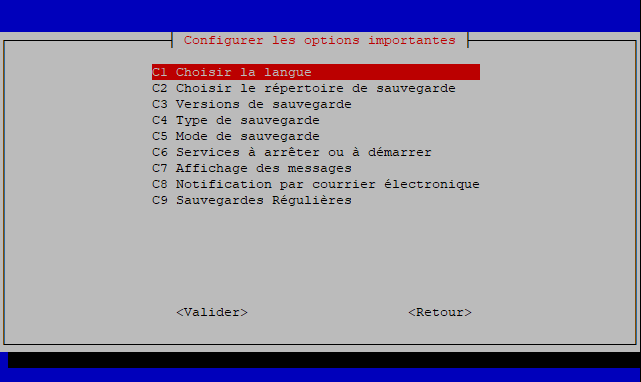 Configurer les options importantes
C1 Choisir la langue
C2 Choisir le répertoire de sauvegarde
C3 Versions de sauvegarde
C4 Type de sauvegarde
C5 Mode de sauvegarde
C6 Services à arrêter ou à démarrer
C7 Affichage des messages
C8 Notification par courrier électronique
C9 Sauvegardes Régulières
<Valider> <Retour>